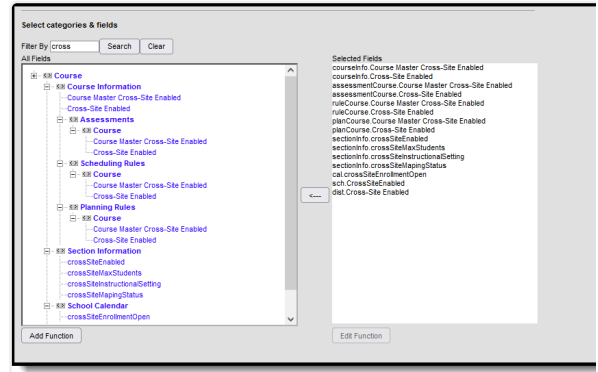 Select categories & fields
Filter By cross Search Clear
All Fields
Course
Course Information
Course Master Cross-Site Enabled
Cross-Site Enabled
Assessments
Course
Course Master Cross-Site Enabled
Cross-Site Enabled
Scheduling Rules
Course
Course Master Cross-Site Enabled
Cross-Site Enabled
Planning Rules
Course
Course Master Cross-Site Enabled
Cross-Site Enabled
Section Information
crossSiteEnabled
crossSiteMaxStudents
crossSiteInstructionalSetting
crossSiteMapingStatus
School Calendar
crossSiteEnrollmentOpen
Add Function
<---
Selected Fields
courseInfo.Course Master Cross-Site Enabled
courseInfo.Cross-Site Enabled
assessmentCourse.Course Master Cross-Site Enabled
assessmentCourse.Cross-Site Enabled
ruleCourse.Course Master Cross-Site Enabled
ruleCourse.Cross-Site Enabled
planCourse.Course Master Cross-Site Enabled
planCourse.Cross-Site Enabled
sectionInfo.crossSiteEnabled
sectionInfo.crossSiteMaxStudents
sectionInfo.crossSiteInstructionalSetting
sectionInfo.crossSiteMapingStatus
cal.crossSiteEnrollmentOpen
sch.CrossSiteEnabled
dist.Cross-Site Enabled
Edit Function